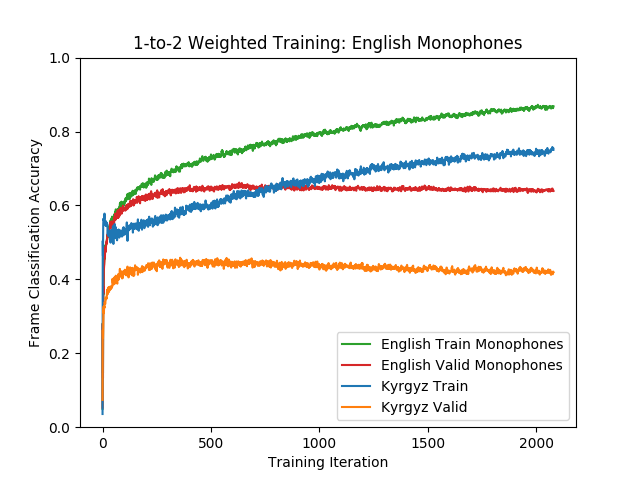 1-to-2 Weighted Training: English Monophones
1.0
0.8
0.6
0.4
0.2
0.0
Frame Classification Accuracy
English Train Monophones
English Valid Monophones
Kyrgyz Train
Kyrgyz Valid
0 500 1000 1500 2000
Training Iteration